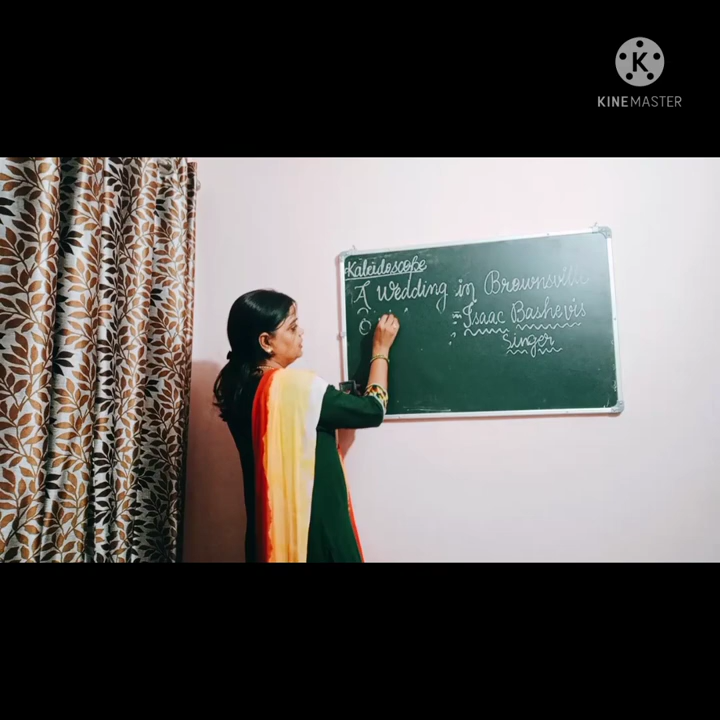 KINEMASTER
Kaleidoscope
A Wedding in Brownsville
Isaac Bashevis
Singer